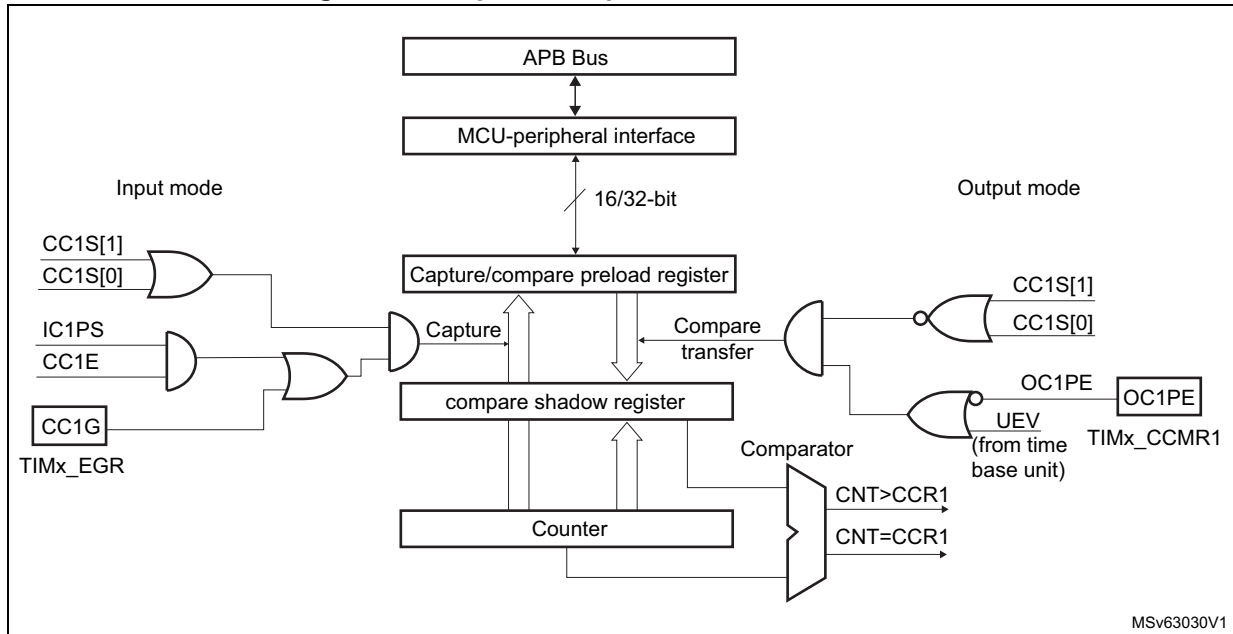 APB Bus
MCU-peripheral interface
Input mode
16/32-bit
Output mode
CC1S[1]
CC1S[0]
Capture/compare preload register
CC1S[1]
CC1S[0]
IC1PS
CC1E
Capture
Compare
transfer
CC1G
TIMx_EGR
compare shadow register
OC1PE
OC1PE
UEV
(from time
base unit)
TIMx_CCMR1
Comparator
CNT>CCR1
Counter
CNT=CCR1
MSv63030V1